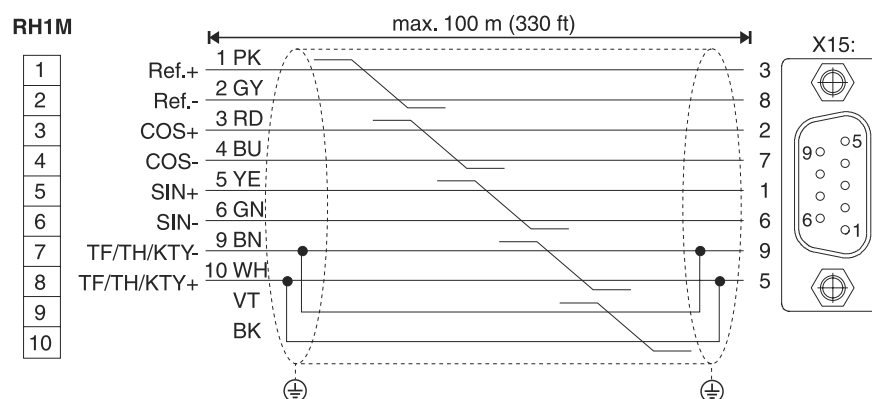 RH1M
max. 100 m (330 ft)
X15:
1 Ref.+ 1 PK 3
2 Ref.- 2 GY 8
3 COS+ 3 RD 2
4 COS- 4 BU 7
5 SIN+ 5 YE 1
6 SIN- 6 GN 6
7 TF/TH/KTY- 9 BN 9
8 TF/TH/KTY+ 10 WH 5
9 VT
10 BK
9 5
6 1